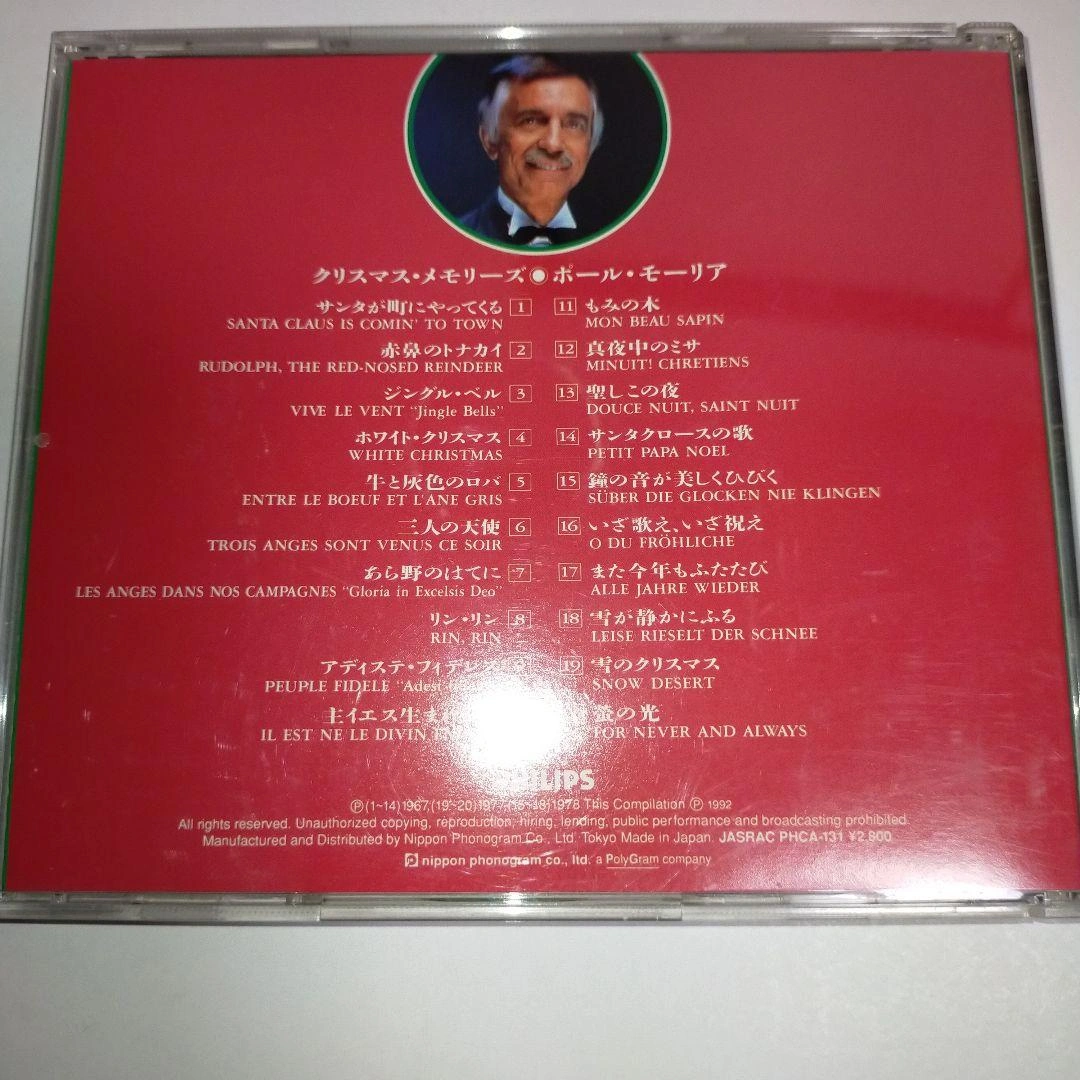 クリスマス・メモリーズ◉ポール・モーリア
サンタが町にやってくる 1
SANTA CLAUS IS COMIN' TO TOWN
赤鼻のトナカイ 2
RUDOLPH, THE RED-NOSED REINDEER
ジングル・ベル 3
VIVE LE VENT "Jingle Bells"
ホワイト・クリスマス 4
WHITE CHRISTMAS
牛と灰色のロバ 5
ENTRE LE BOEUF ET L'ANE GRIS
三人の天使 6
TROIS ANGES SONT VENUS CE SOIR
あら野のはてに 7
LES ANGES DANS NOS CAMPAGNES "Gloria in Excelsis Deo"
リン・リン 8
RIN, RIN
アディステ・フィデレス
PEUPLE FIDELE "Adest
主イエス生ま
IL EST NE LE DIVIN
11 もみの木
MON BEAU SAPIN
12 真夜中のミサ
MINUIT! CHRETIENS
13 聖しこの夜
DOUCE NUIT, SAINT NUIT
14 サンタクロースの歌
PETIT PAPA NOEL
15 鐘の音が美しくひびく
SÜBER DIE GLOCKEN NIE KLINGEN
16 いざ歌え、いざ祝え
O DU FRÖHLICHE
17 また今年もふたたび
ALLE JAHRE WIEDER
18 雪が静かにふる
LEISE RIESELT DER SCHNEE
19 雪のクリスマス
SNOW DESERT
螢の光
FOR NEVER AND ALWAYS
PHILIPS
Ⓟ(1~14)1967,(19~20)1977,(15~18)1978 This Compilation Ⓟ 1992
All rights reserved. Unauthorized copying, reproduction, hiring, lending, public performance and broadcasting prohibited.
Manufactured and Distributed by Nippon Phonogram Co., Ltd. Tokyo Made in Japan. JASRAC PHCA-131 ¥2,800
nippon phonogram co., ltd. a PolyGram company